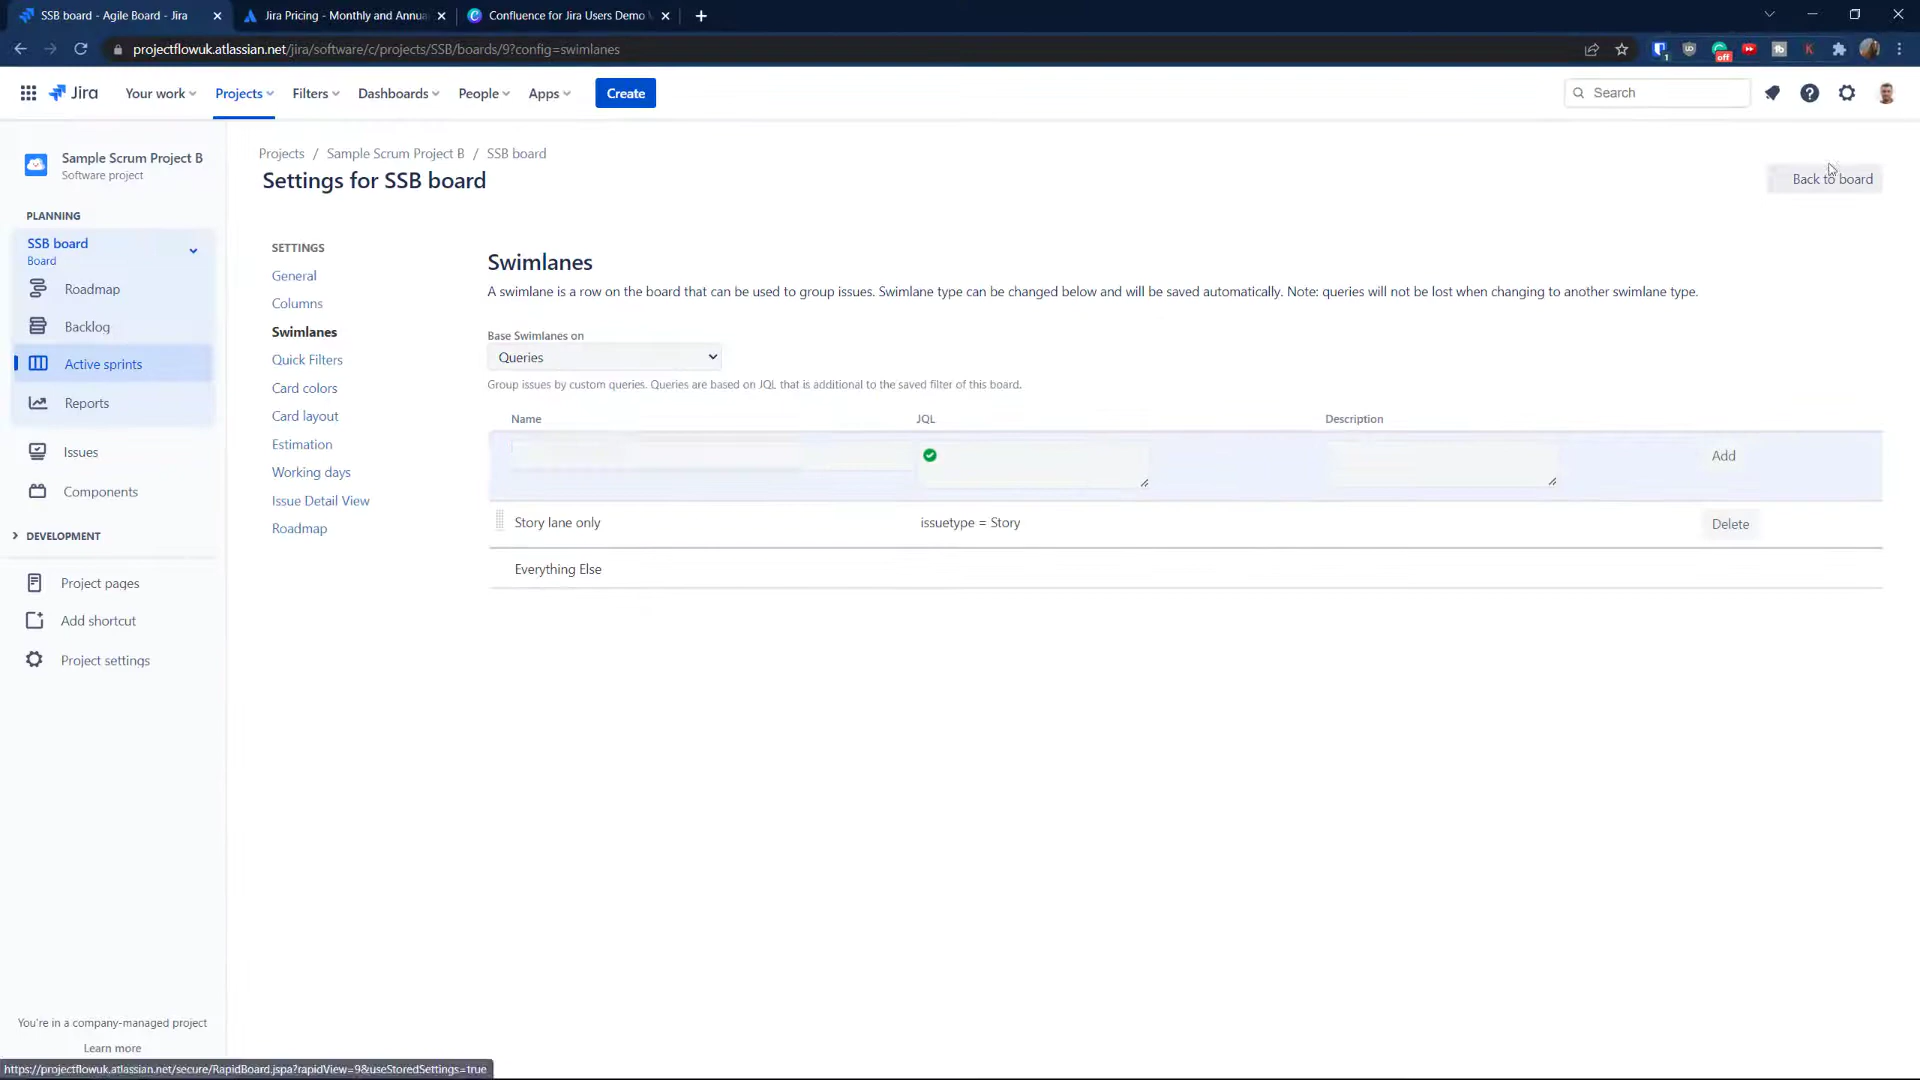 SSB board - Agile Board - Jira
Jira Pricing - Monthly and Annua
Confluence for Jira Users Demo
projectflowuk.atlassian.net/jira/software/c/projects/SSB/boards/9?config=swimlanes
1
off
K
Jira
Your work
Projects
Filters
Dashboards
People
Apps
Create
Search
Sample Scrum Project B
Software project
PLANNING
SSB board
Board
Roadmap
Backlog
Active sprints
Reports
Issues
Components
DEVELOPMENT
Project pages
Add shortcut
Project settings
You're in a company-managed project
Learn more
Projects / Sample Scrum Project B / SSB board
Settings for SSB board
Back to board
SETTINGS
General
Columns
Swimlanes
Quick Filters
Card colors
Card layout
Estimation
Working days
Issue Detail View
Roadmap
Swimlanes
A swimlane is a row on the board that can be used to group issues. Swimlane type can be changed below and will be saved automatically. Note: queries will not be lost when changing to another swimlane type.
Base Swimlanes on
Queries
Group issues by custom queries. Queries are based on JQL that is additional to the saved filter of this board.
Name JQL Description
Add
Story lane only issuetype = Story Delete
Everything Else
https://projectflowuk.atlassian.net/secure/RapidBoard.jspa?rapidView=9&useStoredSettings=true